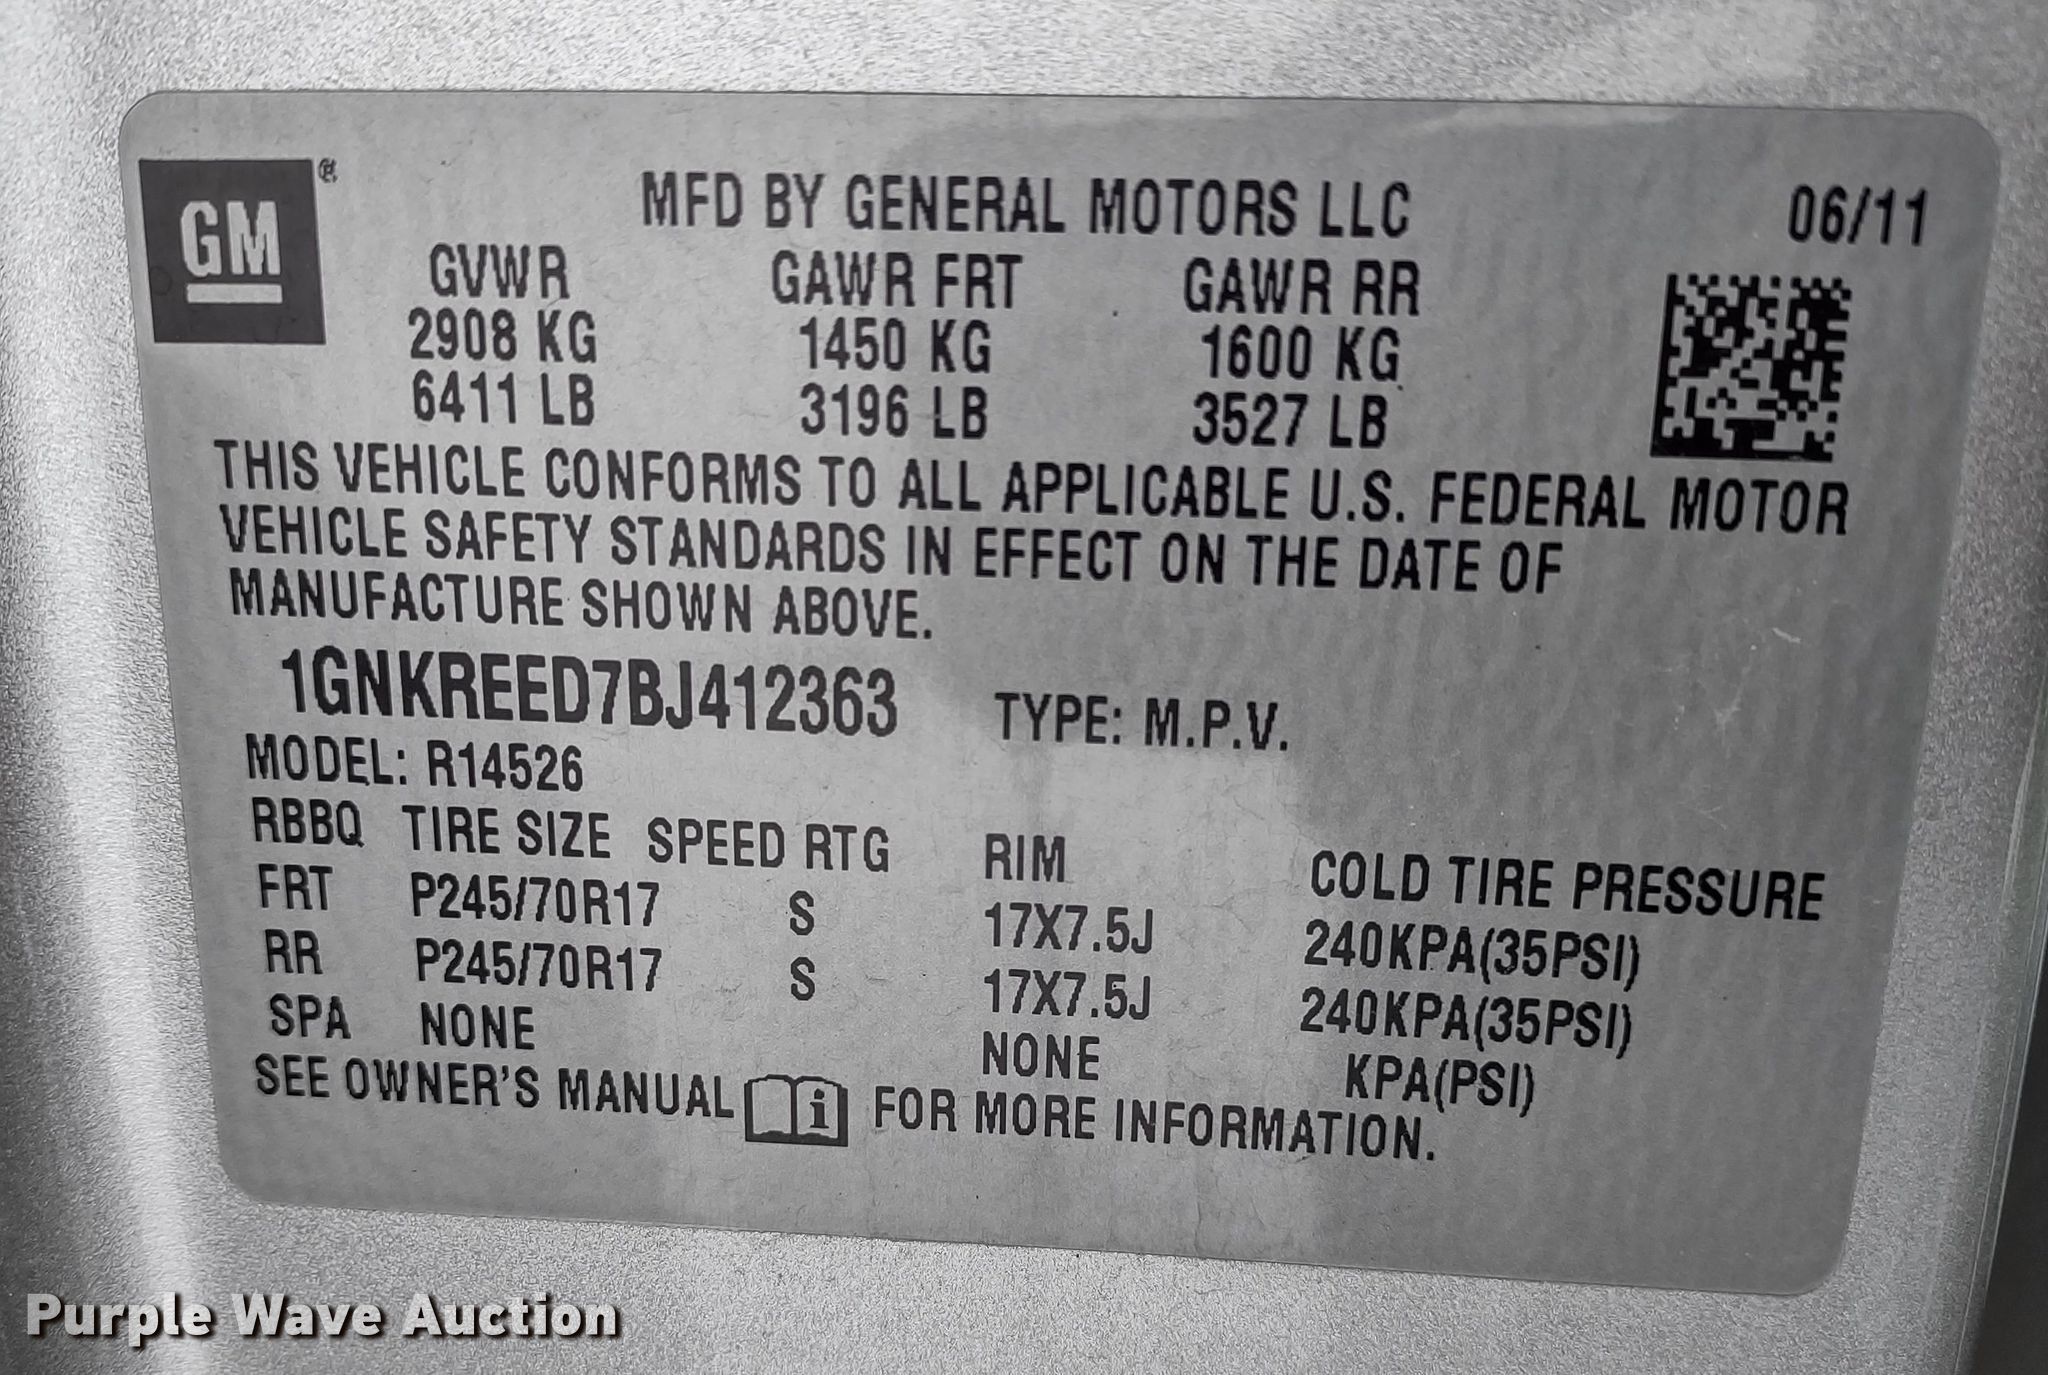 GM®
MFD BY GENERAL MOTORS LLC 06/11
GVWR GAWR FRT GAWR RR
2908 KG 1450 KG 1600 KG
6411 LB 3196 LB 3527 LB
THIS VEHICLE CONFORMS TO ALL APPLICABLE U.S. FEDERAL MOTOR
VEHICLE SAFETY STANDARDS IN EFFECT ON THE DATE OF
MANUFACTURE SHOWN ABOVE.
1GNKREED7BJ412363 TYPE: M.P.V.
MODEL: R14526
RBBQ TIRE SIZE SPEED RTG RIM COLD TIRE PRESSURE
FRT P245/70R17 S 17X7.5J 240KPA(35PSI)
RR P245/70R17 S 17X7.5J 240KPA(35PSI)
SPA NONE NONE KPA(PSI)
SEE OWNER'S MANUAL i FOR MORE INFORMATION.
Purple Wave Auction